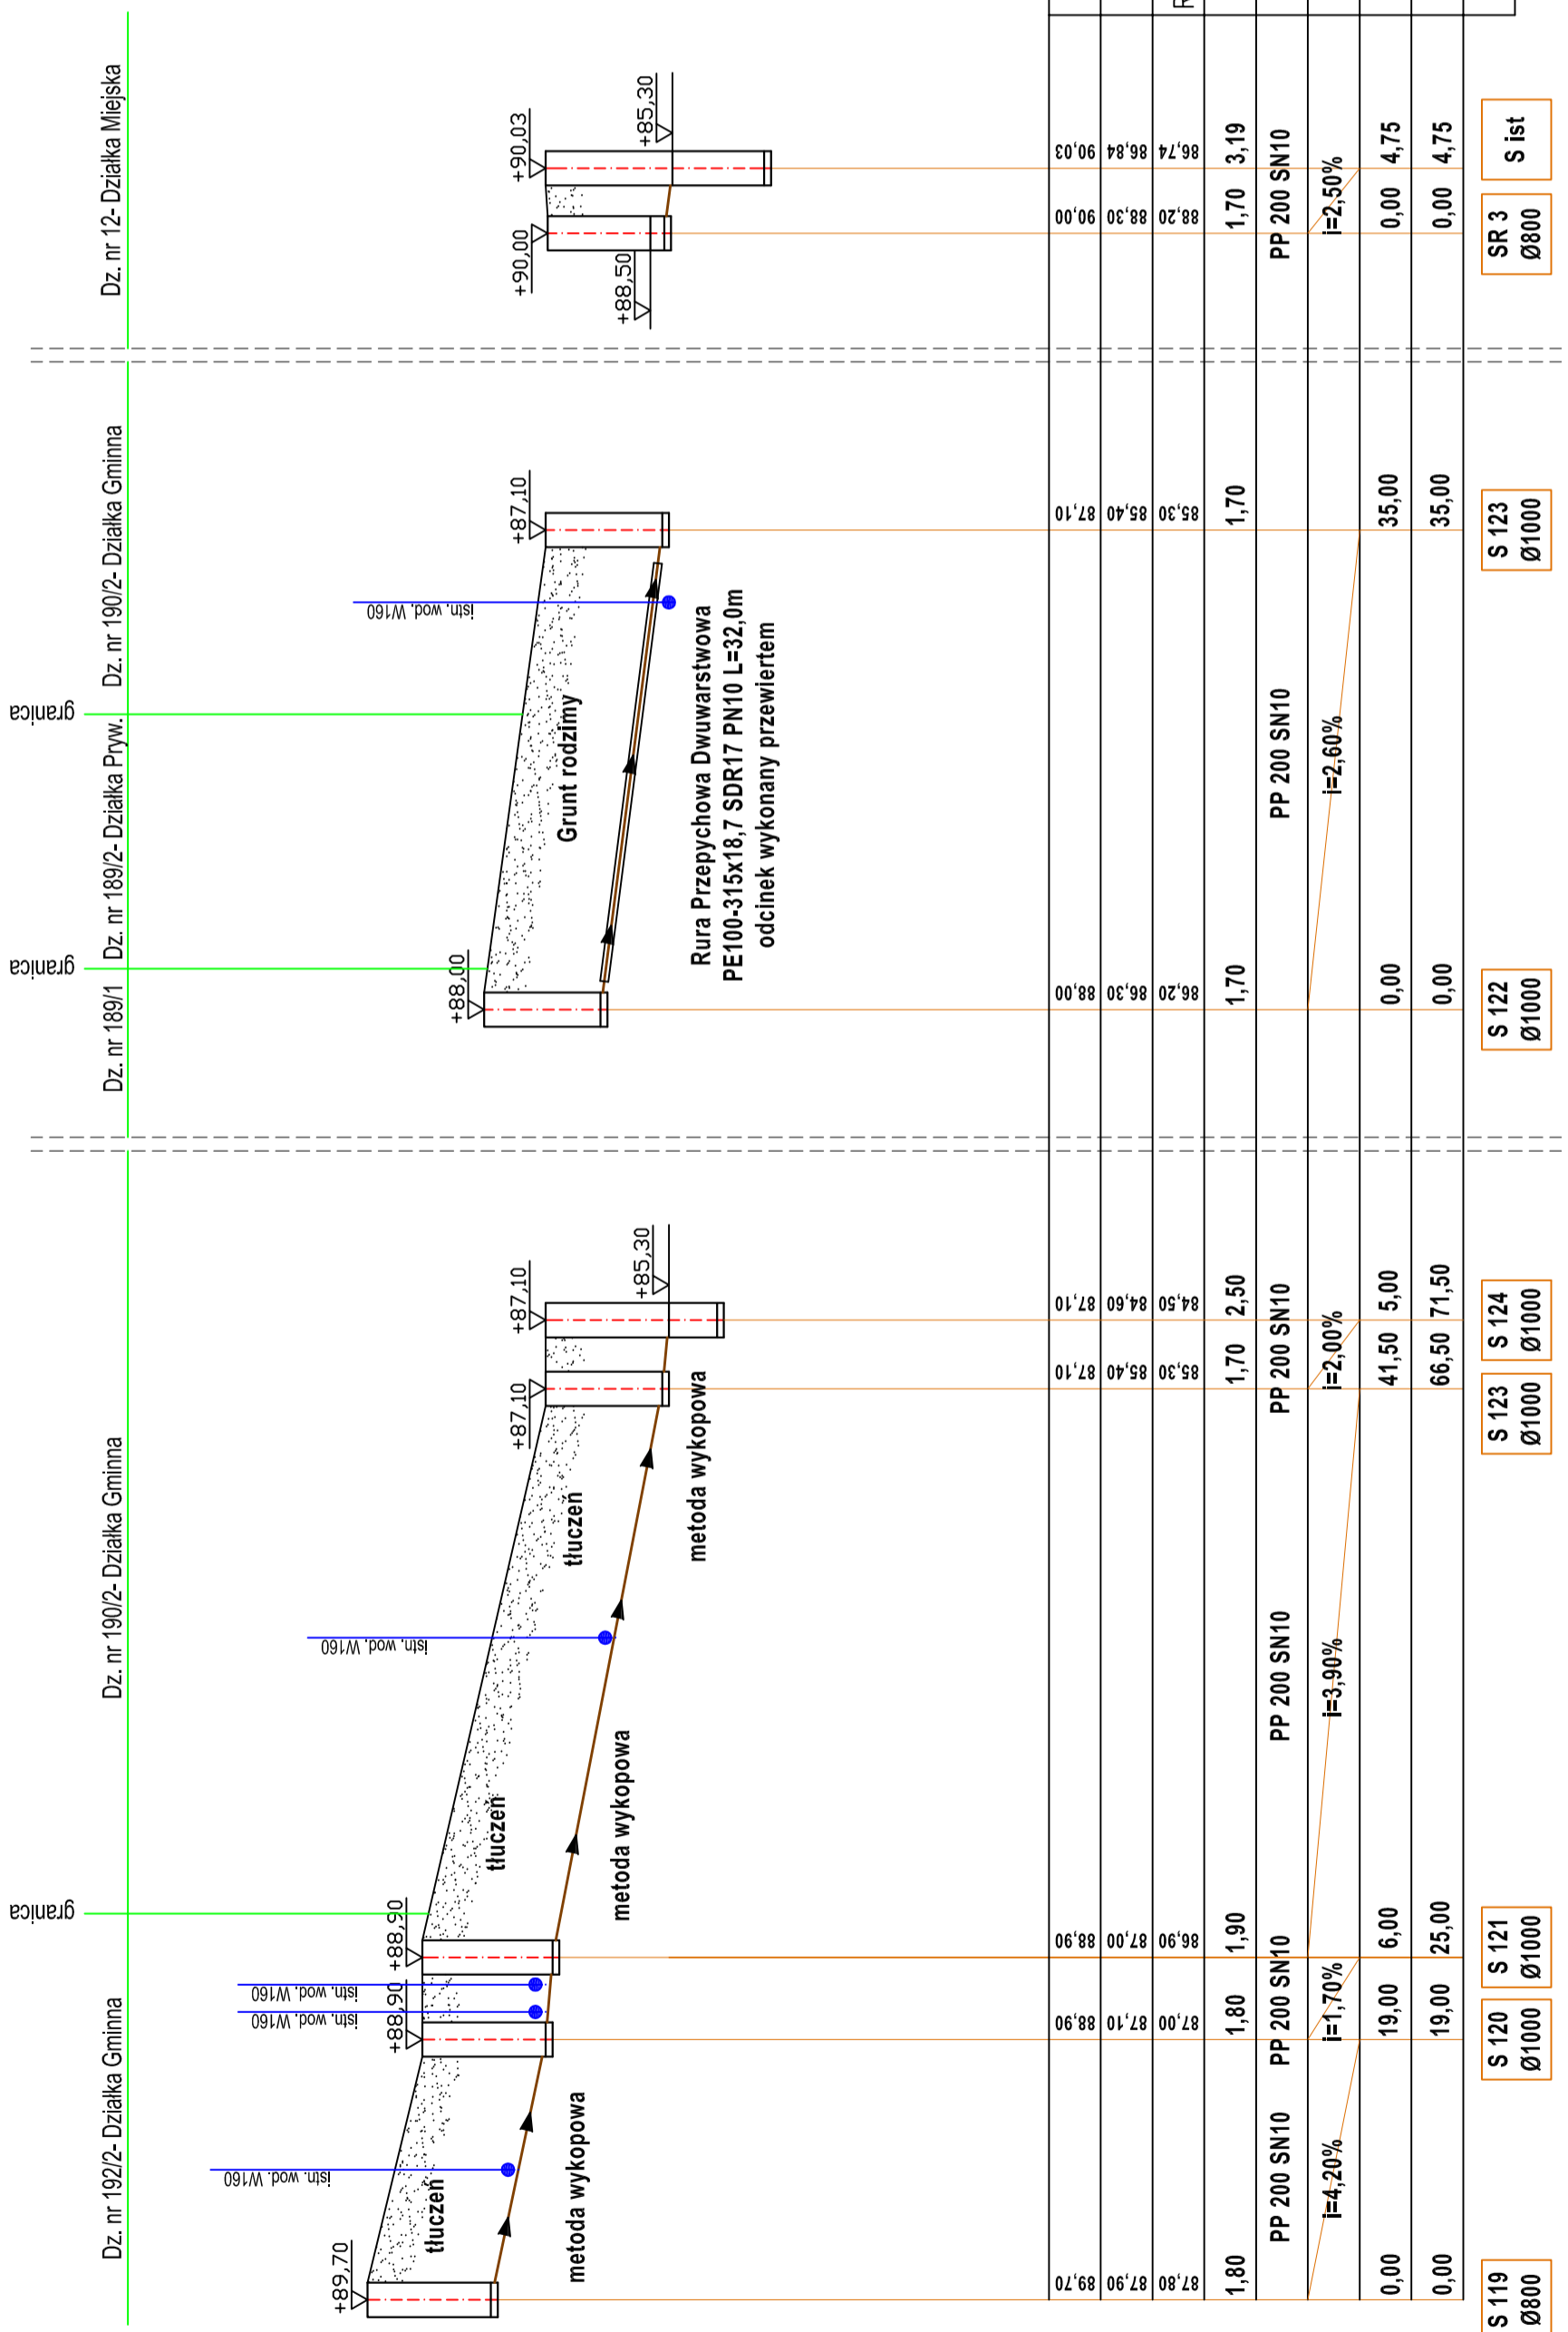 Dz. nr 192/2- Działka Gminna
granica
Dz. nr 190/2- Działka Gminna
Dz. nr 189/1
granica
Dz. nr 189/2- Działka Pryw.
granica
Dz. nr 190/2- Działka Gminna
Dz. nr 12- Działka Miejska
+89,70
istn. wod. W160
tłuczeń
metoda wykopowa
+88,90
istn. wod. W160
istn. wod. W160
+88,90
tłuczeń
metoda wykopowa
istn. wod. W160
tłuczeń
metoda wykopowa
+87,10
+87,10
+85,30
+88,00
Grunt rodzimy
istn. wod. W160
+87,10
Rura Przepychowa Dwuwarstwowa
PE100-315x18,7 SDR17 PN10 L=32,0m
odcinek wykonany przewiertem
+90,00
+88,50
+90,03
+85,30
89,70 88,90 88,90 87,10 87,10 88,00 87,10 90,00 90,03
87,90 87,10 87,00 85,40 84,60 86,30 85,40 88,30 86,84
87,80 87,00 86,90 85,30 84,50 86,20 85,30 88,20 86,74
1,80 1,80 1,90 1,70 2,50 1,70 1,70 1,70 3,19
PP 200 SN10 PP 200 SN10 PP 200 SN10 PP 200 SN10 PP 200 SN10 PP 200 SN10
i=4,20% i=1,70% i=3,90% i=2,00% i=2,60% i=2,50%
0,00 19,00 6,00 41,50 5,00 0,00 35,00 0,00 4,75
0,00 19,00 25,00 66,50 71,50 0,00 35,00 0,00 4,75
S 119
Ø800
S 120
Ø1000
S 121
Ø1000
S 123
Ø1000
S 124
Ø1000
S 122
Ø1000
S 123
Ø1000
SR 3
Ø800
S ist